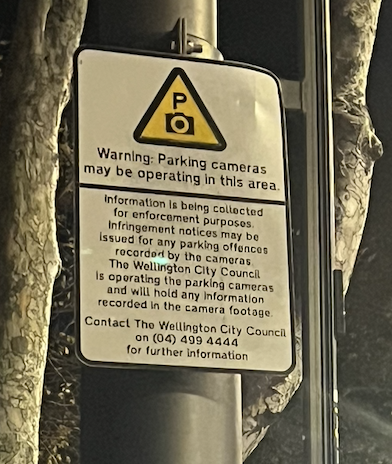 P
Warning: Parking cameras
may be operating in this area.
Information is being collected
for enforcement purposes.
Infringement notices may be
issued for any parking offences
recorded by the cameras.
The Wellington City Council
is operating the parking cameras
and will hold any information
recorded in the camera footage.
Contact The Wellington City Council
on (04) 499 4444
for further information